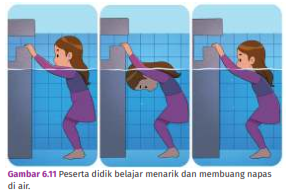 Gambar 6.11 Peserta didik belajar menarik dan membuang napas
di air.